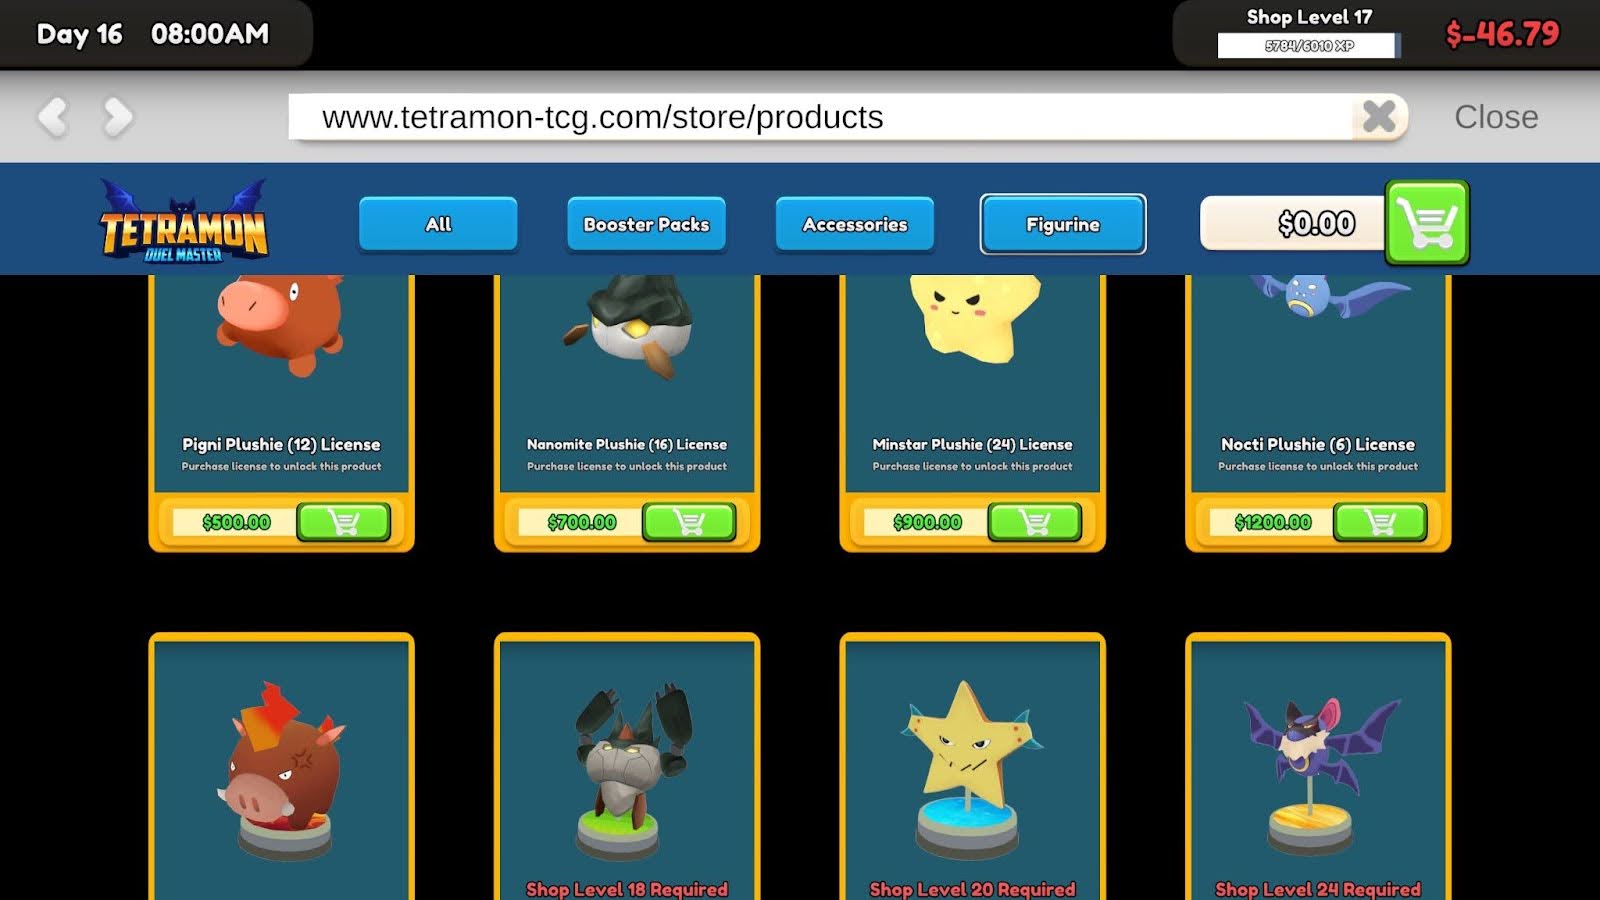 Day 16 08:00AM
Shop Level 17
5784/6010 XP
$-46.79
www.tetramon-tcg.com/store/products
Close
TETRAMON
DUEL MASTER
All
Booster Packs
Accessories
Figurine
$0.00
Pigni Plushie (12) License
Purchase license to unlock this product
$500.00
Nanomite Plushie (16) License
Purchase license to unlock this product
$700.00
Minstar Plushie (24) License
Purchase license to unlock this product
$900.00
Nocti Plushie (6) License
Purchase license to unlock this product
$1200.00
Shop Level 18 Required
Shop Level 20 Required
Shop Level 24 Required